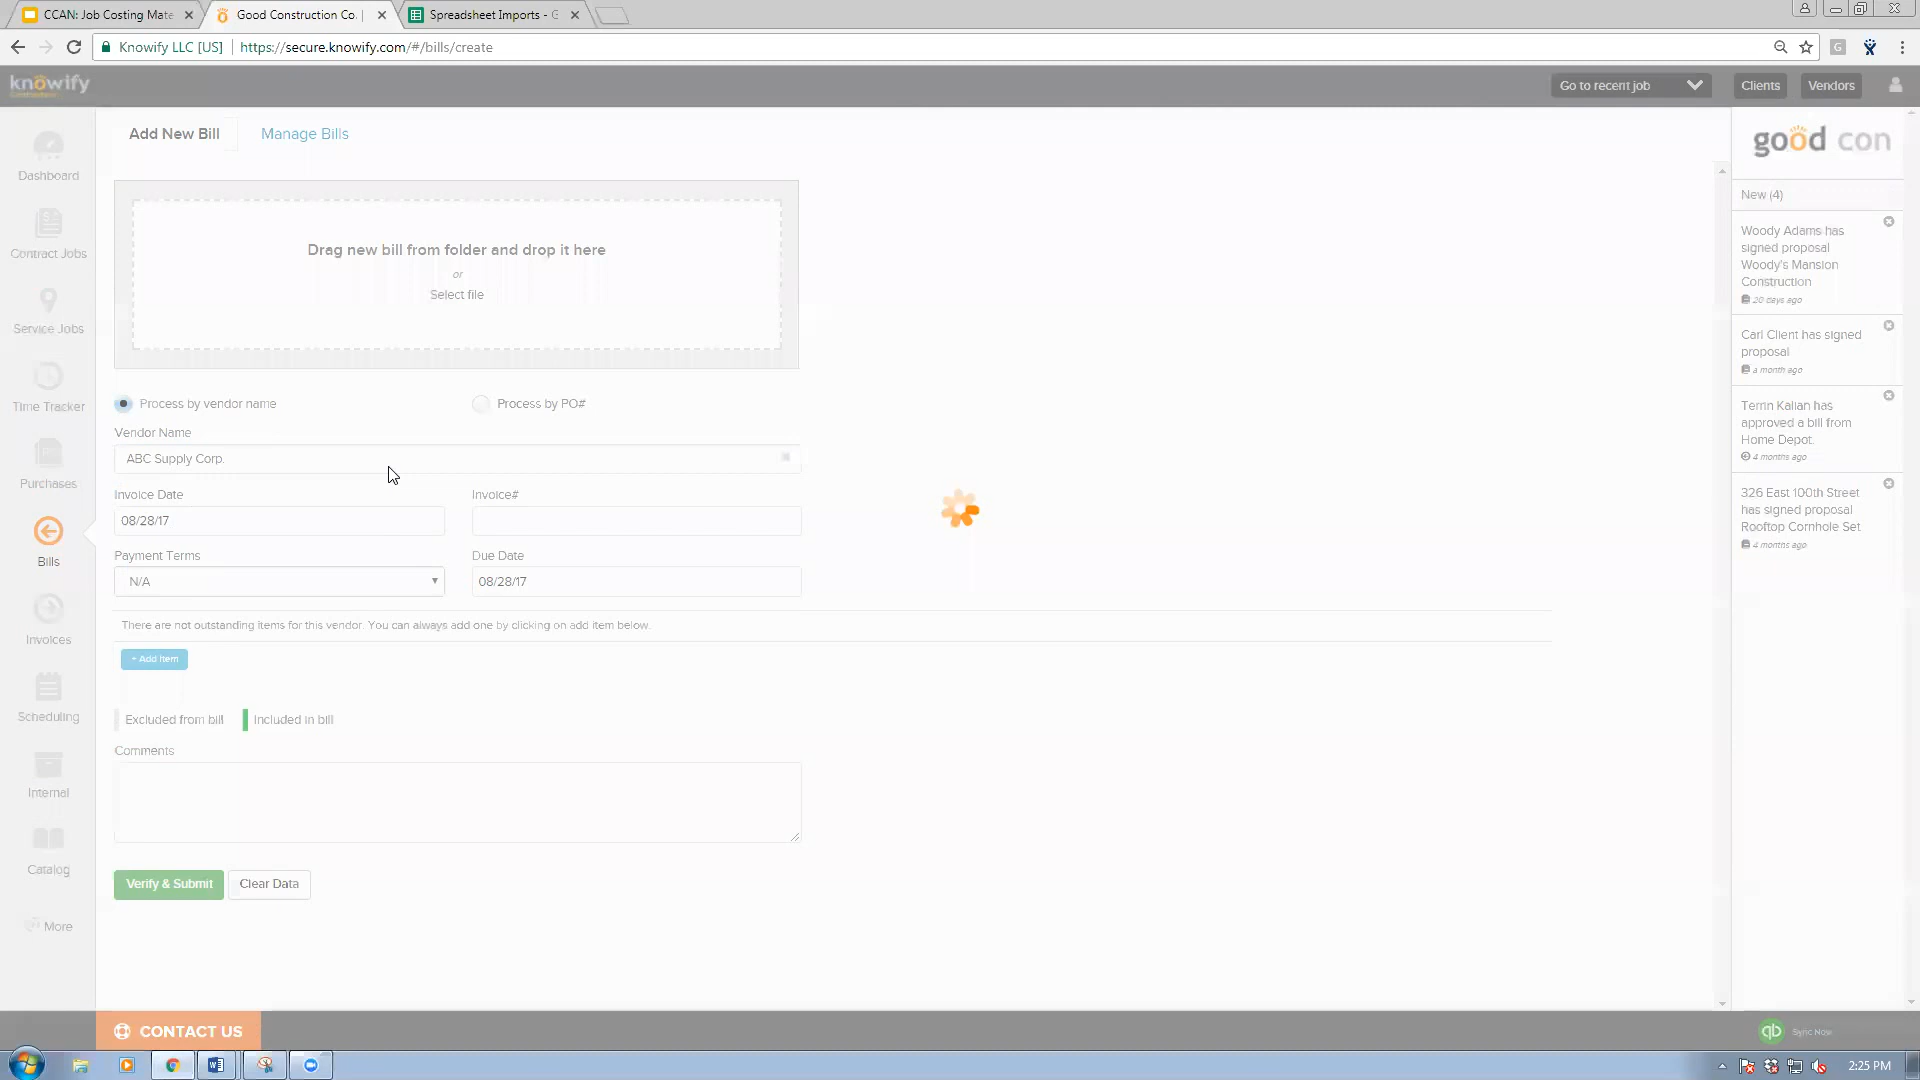 CCAN: Job Costing Mate
Good Construction Co. |
Spreadsheet Imports - G
Knowify LLC [US]
https://secure.knowify.com/#/bills/create
knowify
Go to recent job
Clients
Vendors
Add New Bill
Manage Bills
Dashboard
Contract Jobs
Service Jobs
Time Tracker
Purchases
Bills
Invoices
Scheduling
Internal
Catalog
More
Drag new bill from folder and drop it here
or
Select file
Process by vendor name
Process by PO#
Vendor Name
ABC Supply Corp.
Invoice Date
Invoice#
08/28/17
Payment Terms
Due Date
N/A
08/28/17
There are not outstanding items for this vendor. You can always add one by clicking on add item below.
+ Add Item
Excluded from bill
Included in bill
Comments
Verify & Submit
Clear Data
good con
New (4)
Woody Adams has
signed proposal
Woody's Mansion
Construction
20 days ago
Carl Client has signed
proposal
a month ago
Terrin Kalian has
approved a bill from
Home Depot.
4 months ago
326 East 100th Street
has signed proposal
Rooftop Cornhole Set
4 months ago
CONTACT US
qb
Sync Now
2:25 PM